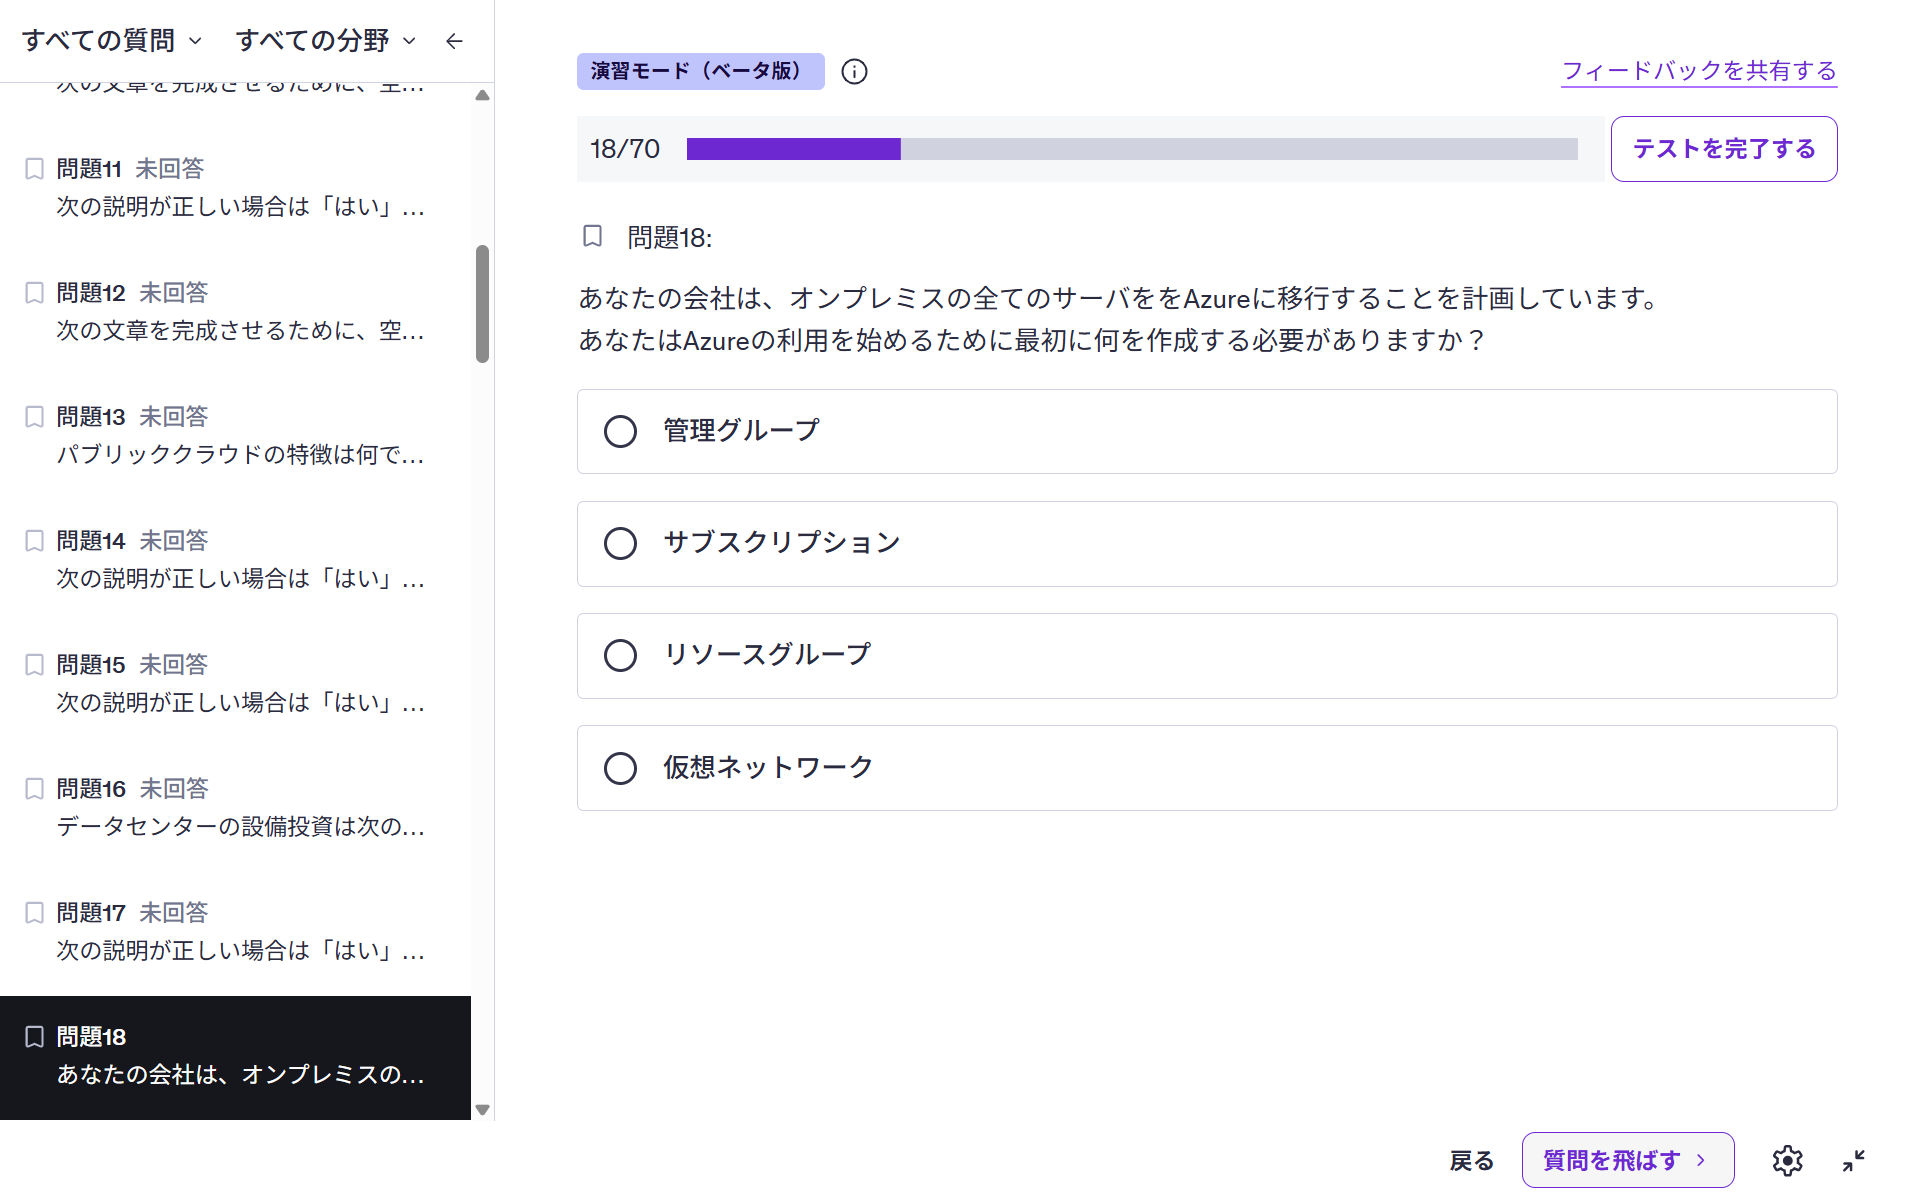 すべての質問 すべての分野
次の文章を完成させるために、空...
問題11 未回答
次の説明が正しい場合は「はい」...
問題12 未回答
次の文章を完成させるために、空...
問題13 未回答
パブリッククラウドの特徴は何で...
問題14 未回答
次の説明が正しい場合は「はい」...
問題15 未回答
次の説明が正しい場合は「はい」...
問題16 未回答
データセンターの設備投資は次の...
問題17 未回答
次の説明が正しい場合は「はい」...
問題18
あなたの会社は、オンプレミスの...
演習モード（ベータ版）
フィードバックを共有する
18/70
テストを完了する
問題18:
あなたの会社は、オンプレミスの全てのサーバををAzureに移行することを計画しています。
あなたはAzureの利用を始めるために最初に何を作成する必要がありますか？
管理グループ
サブスクリプション
リソースグループ
仮想ネットワーク
戻る
質問を飛ばす